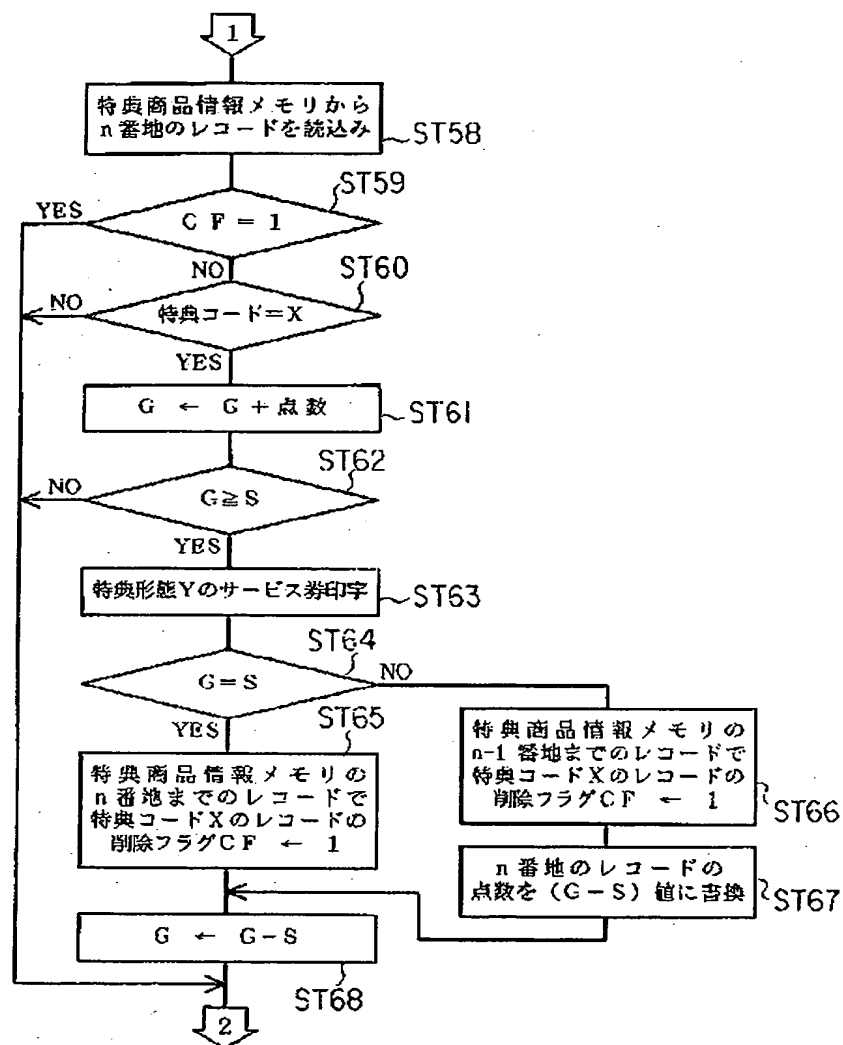 1
特典商品情報メモリから
n番地のレコードを読込み
ST58
ST59
YES
CF=1
NO
ST60
NO
特典コード=X
YES
G ← G+点数
ST61
ST62
NO
G≧S
YES
特典形態Yのサービス券印字
ST63
ST64
G=S
NO
YES
ST65
特典商品情報メモリの
n番地までのレコードで
特典コードXのレコードの
削除フラグCF ← 1
特典商品情報メモリの
n-1番地までのレコードで
特典コードXのレコードの
削除フラグCF ← 1
ST66
n番地のレコードの
点数を(G-S)値に書換
ST67
G ← G-S
ST68
2